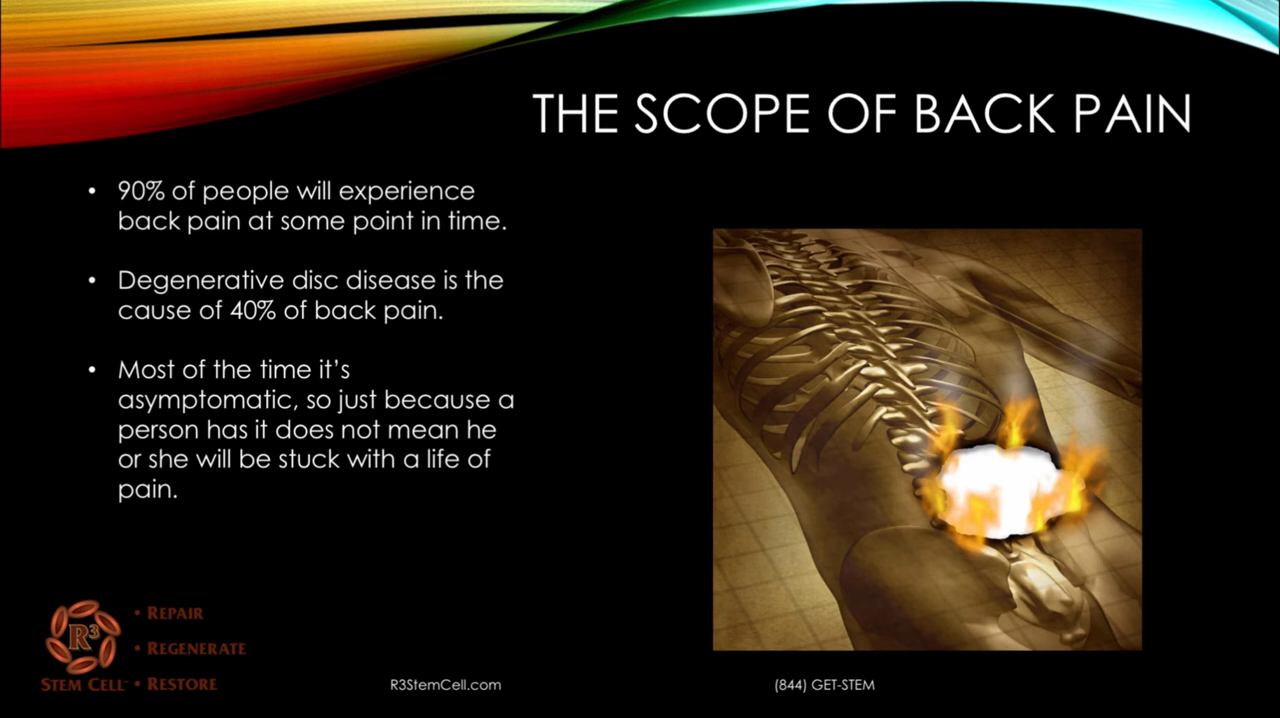 THE SCOPE OF BACK PAIN
• 90% of people will experience
back pain at some point in time.
• Degenerative disc disease is the
cause of 40% of back pain.
• Most of the time it's
asymptomatic, so just because a
person has it does not mean he
or she will be stuck with a life of
pain.
R³
STEM CELL™
• REPAIR
• REGENERATE
• RESTORE
R3StemCell.com
(844) GET-STEM